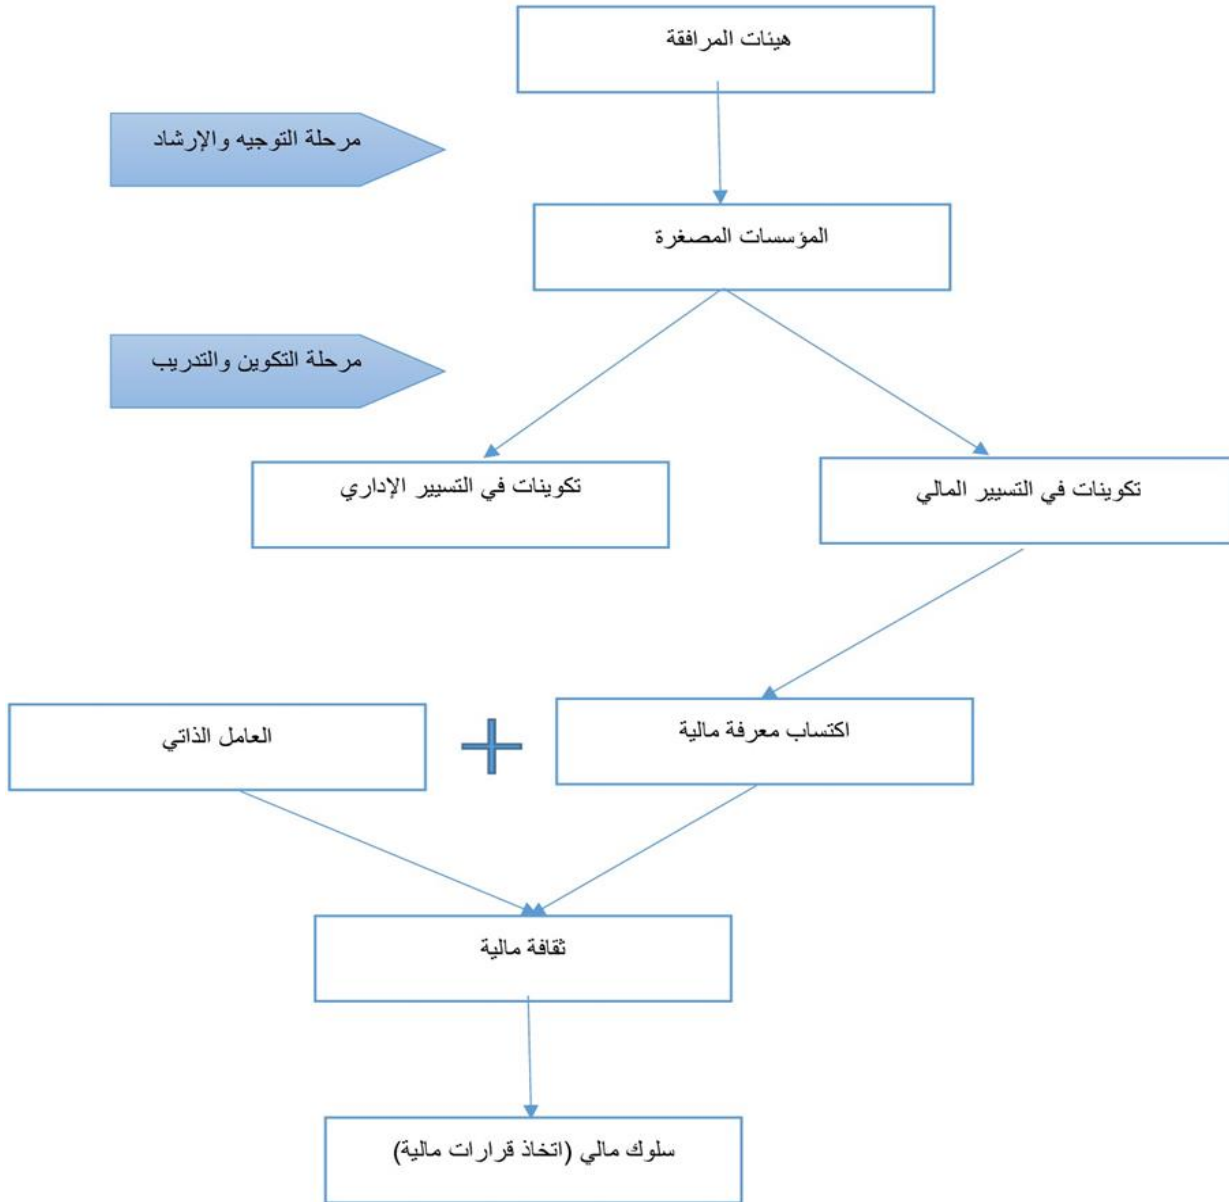 هيئات المرافقة
مرحلة التوجيه والإرشاد
المؤسسات المصغرة
مرحلة التكوين والتدريب
تكوينات في التسيير المالي
تكوينات في التسيير الإداري
اكتساب معرفة مالية
العامل الذاتي
ثقافة مالية
سلوك مالي (اتخاذ قرارات مالية)